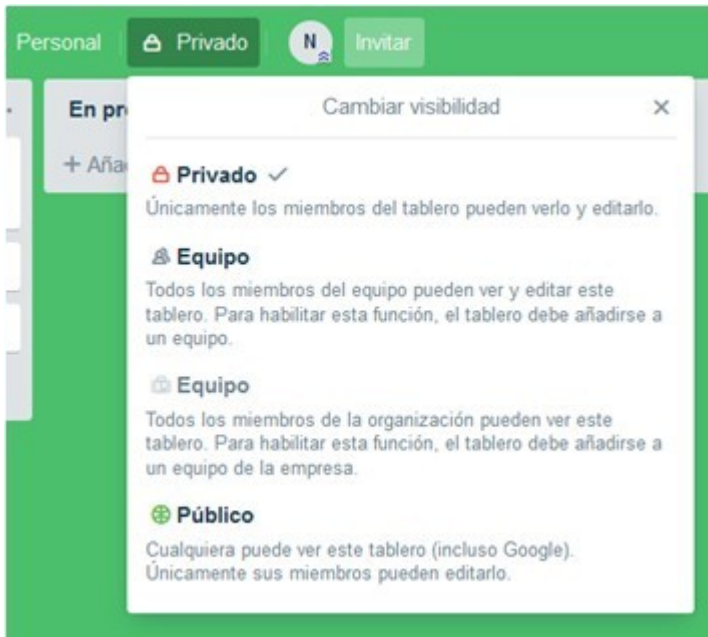 Personal Privado N Invitar
En pr
+ Aña
Cambiar visibilidad
Privado
Únicamente los miembros del tablero pueden verlo y editarlo.
Equipo
Todos los miembros del equipo pueden ver y editar este
tablero. Para habilitar esta función, el tablero debe añadirse a
un equipo.
Equipo
Todos los miembros de la organización pueden ver este
tablero. Para habilitar esta función, el tablero debe añadirse a
un equipo de la empresa.
Público
Cualquiera puede ver este tablero (incluso Google).
Únicamente sus miembros pueden editarlo.